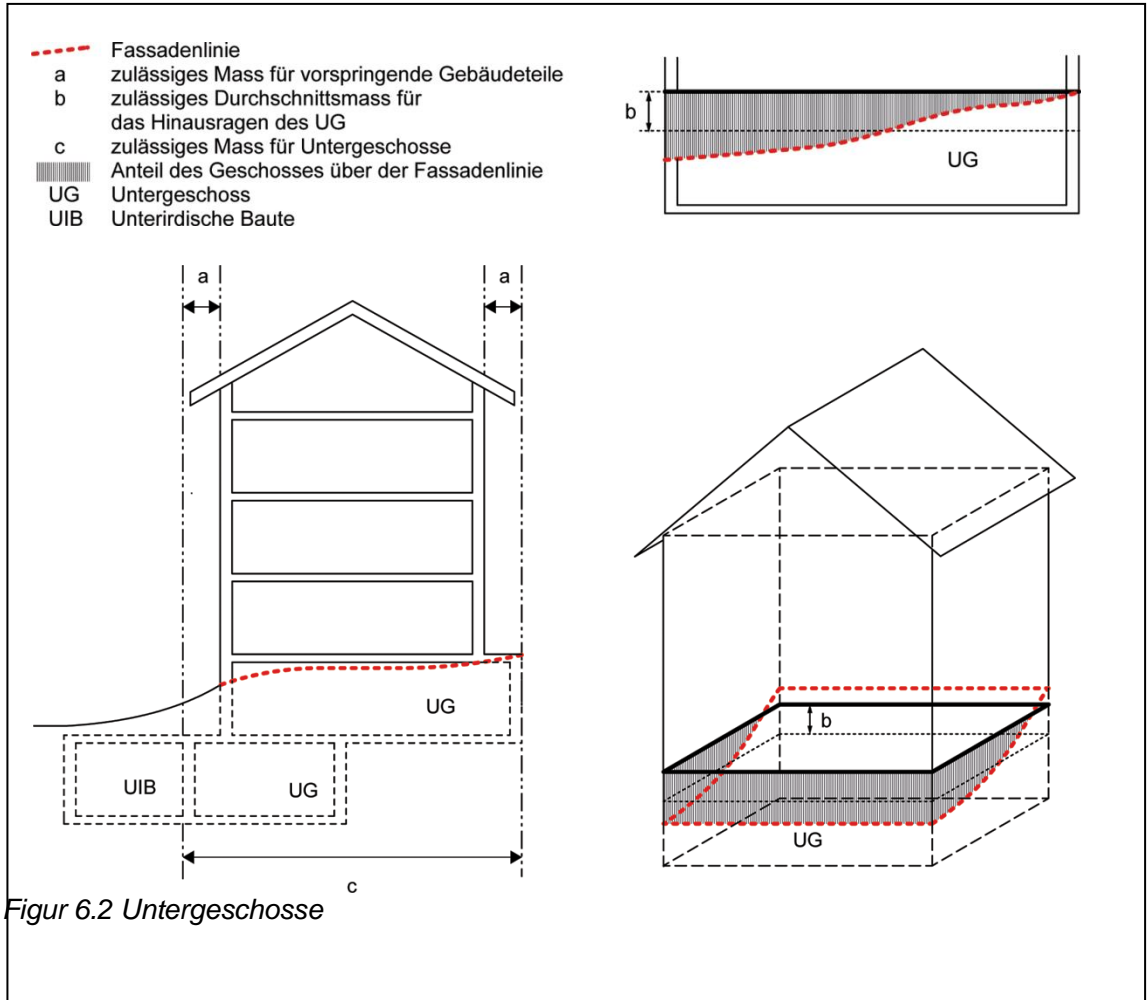 Fassadenlinie
a zulässiges Mass für vorspringende Gebäudeteile
b zulässiges Durchschnittsmass für
das Hinausragen des UG
c zulässiges Mass für Untergeschosse
Anteil des Geschosses über der Fassadenlinie
UG Untergeschoss
UIB Unterirdische Baute
b
UG
a a
UG
UIB UG
c
b
UG
Figur 6.2 Untergeschosse